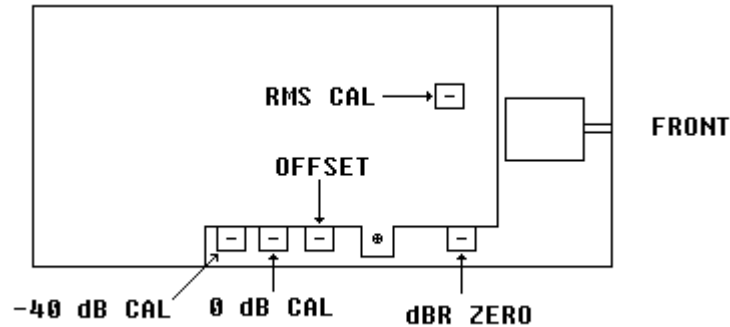 RMS CAL
FRONT
OFFSET
-40 dB CAL
0 dB CAL
dBR ZERO